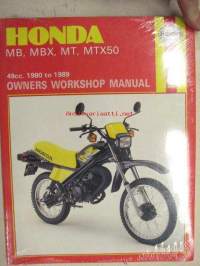 HONDA
MB, MBX, MT, MTX50
49cc. 1980 to 1989
OWNERS WORKSHOP MANUAL